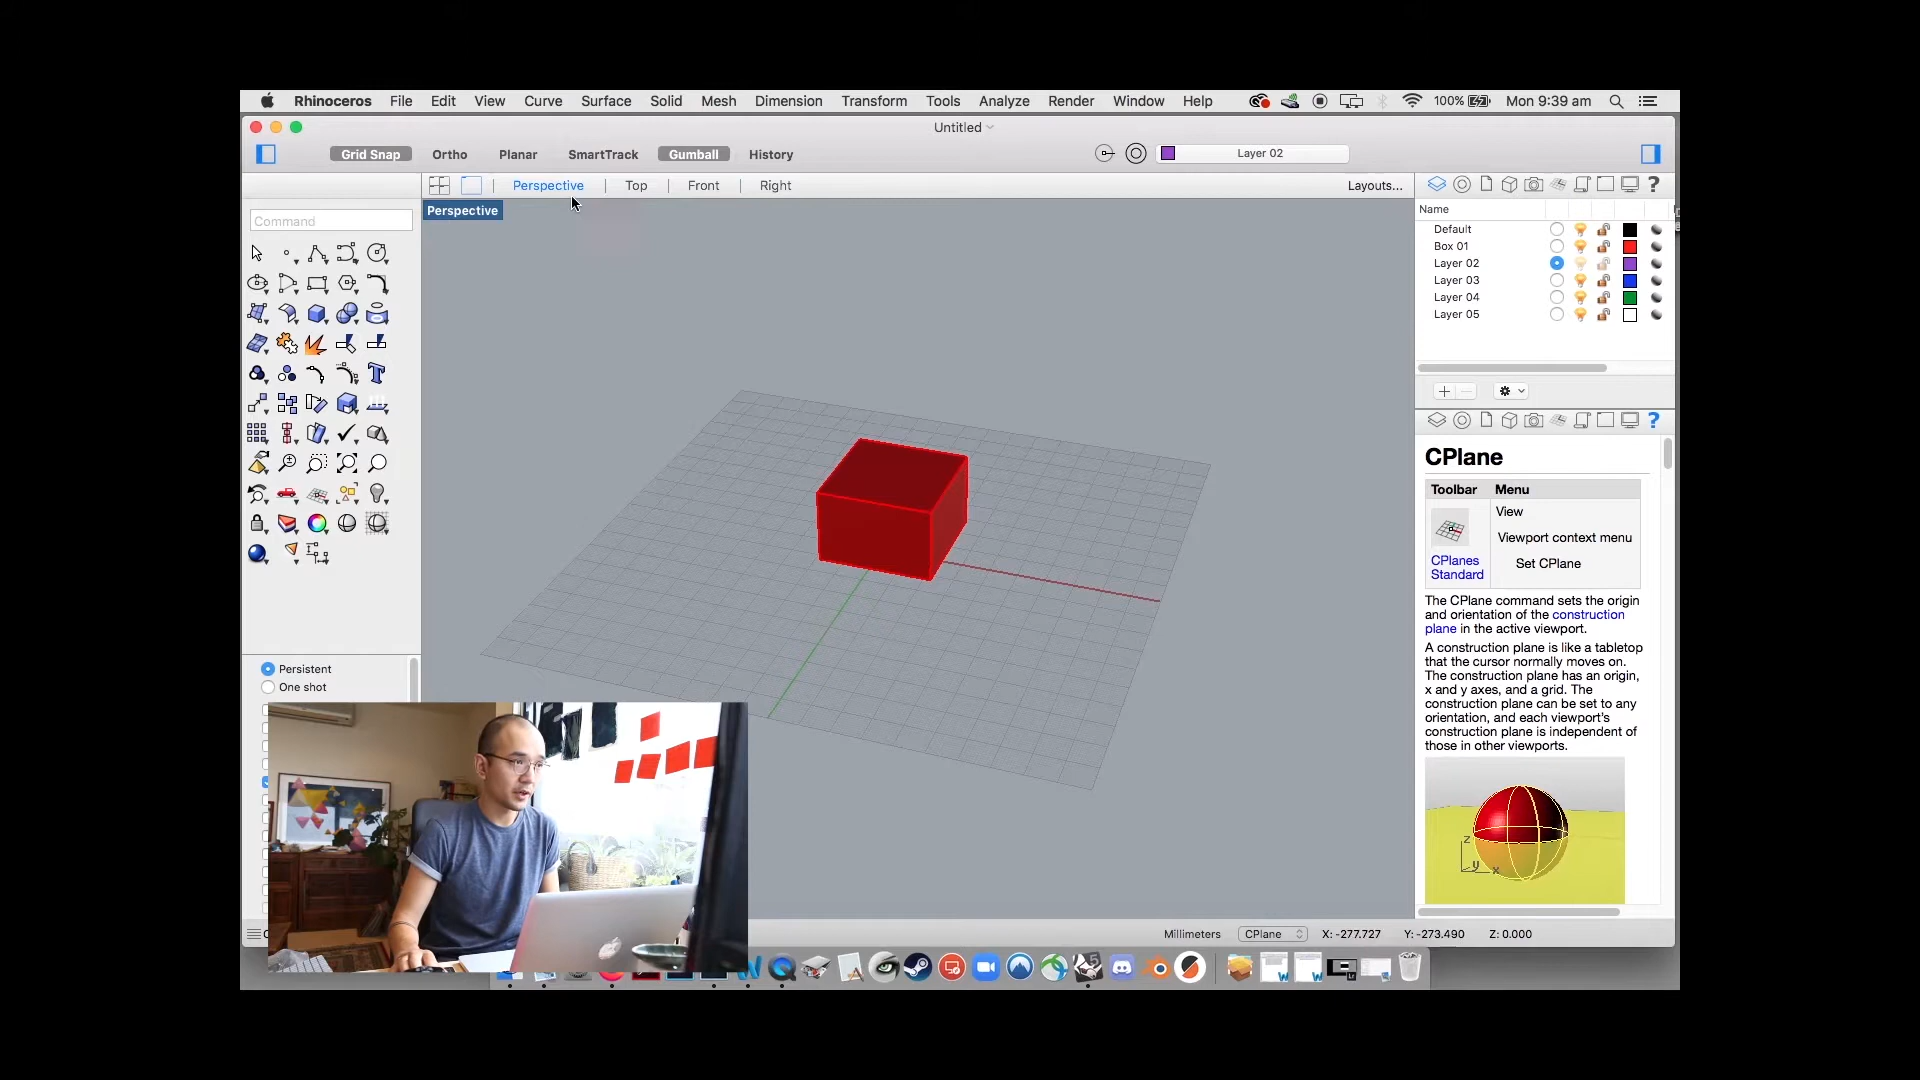 Rhinoceros File Edit View Curve Surface Solid Mesh Dimension Transform Tools Analyze Render Window Help 100% Mon 9:39 am
Untitled
Grid Snap Ortho Planar SmartTrack Gumball History Layer 02
Perspective Top Front Right Layouts...
Perspective
Command
Name
Default
Box 01
Layer 02
Layer 03
Layer 04
Layer 05
CPlane
Toolbar Menu
View
Viewport context menu
Set CPlane
CPlanes
Standard
The CPlane command sets the origin
and orientation of the construction
plane in the active viewport.
A construction plane is like a tabletop
that the cursor normally moves on.
The construction plane has an origin,
x and y axes, and a grid. The
construction plane can be set to any
orientation, and each viewport's
construction plane is independent of
those in other viewports.
z
y x
Persistent
One shot
Millimeters CPlane X: -277.727 Y: -273.490 Z: 0.000